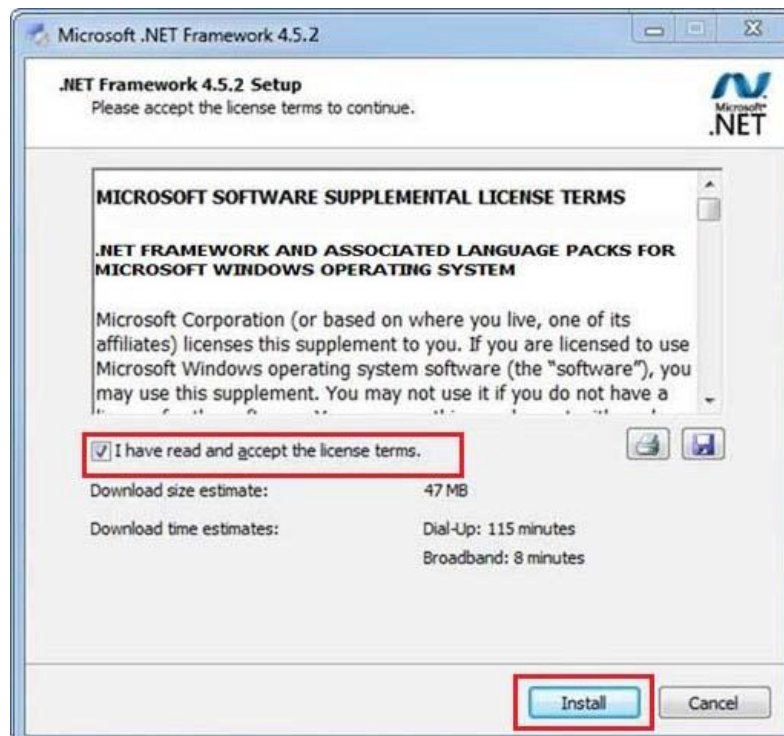 Microsoft .NET Framework 4.5.2
.NET Framework 4.5.2 Setup
Please accept the license terms to continue.
Microsoft
.NET
MICROSOFT SOFTWARE SUPPLEMENTAL LICENSE TERMS
.NET FRAMEWORK AND ASSOCIATED LANGUAGE PACKS FOR
MICROSOFT WINDOWS OPERATING SYSTEM
Microsoft Corporation (or based on where you live, one of its
affiliates) licenses this supplement to you. If you are licensed to use
Microsoft Windows operating system software (the “software”), you
may use this supplement. You may not use it if you do not have a
I have read and accept the license terms.
Download size estimate: 47 MB
Download time estimates: Dial-Up: 115 minutes
Broadband: 8 minutes
Install Cancel